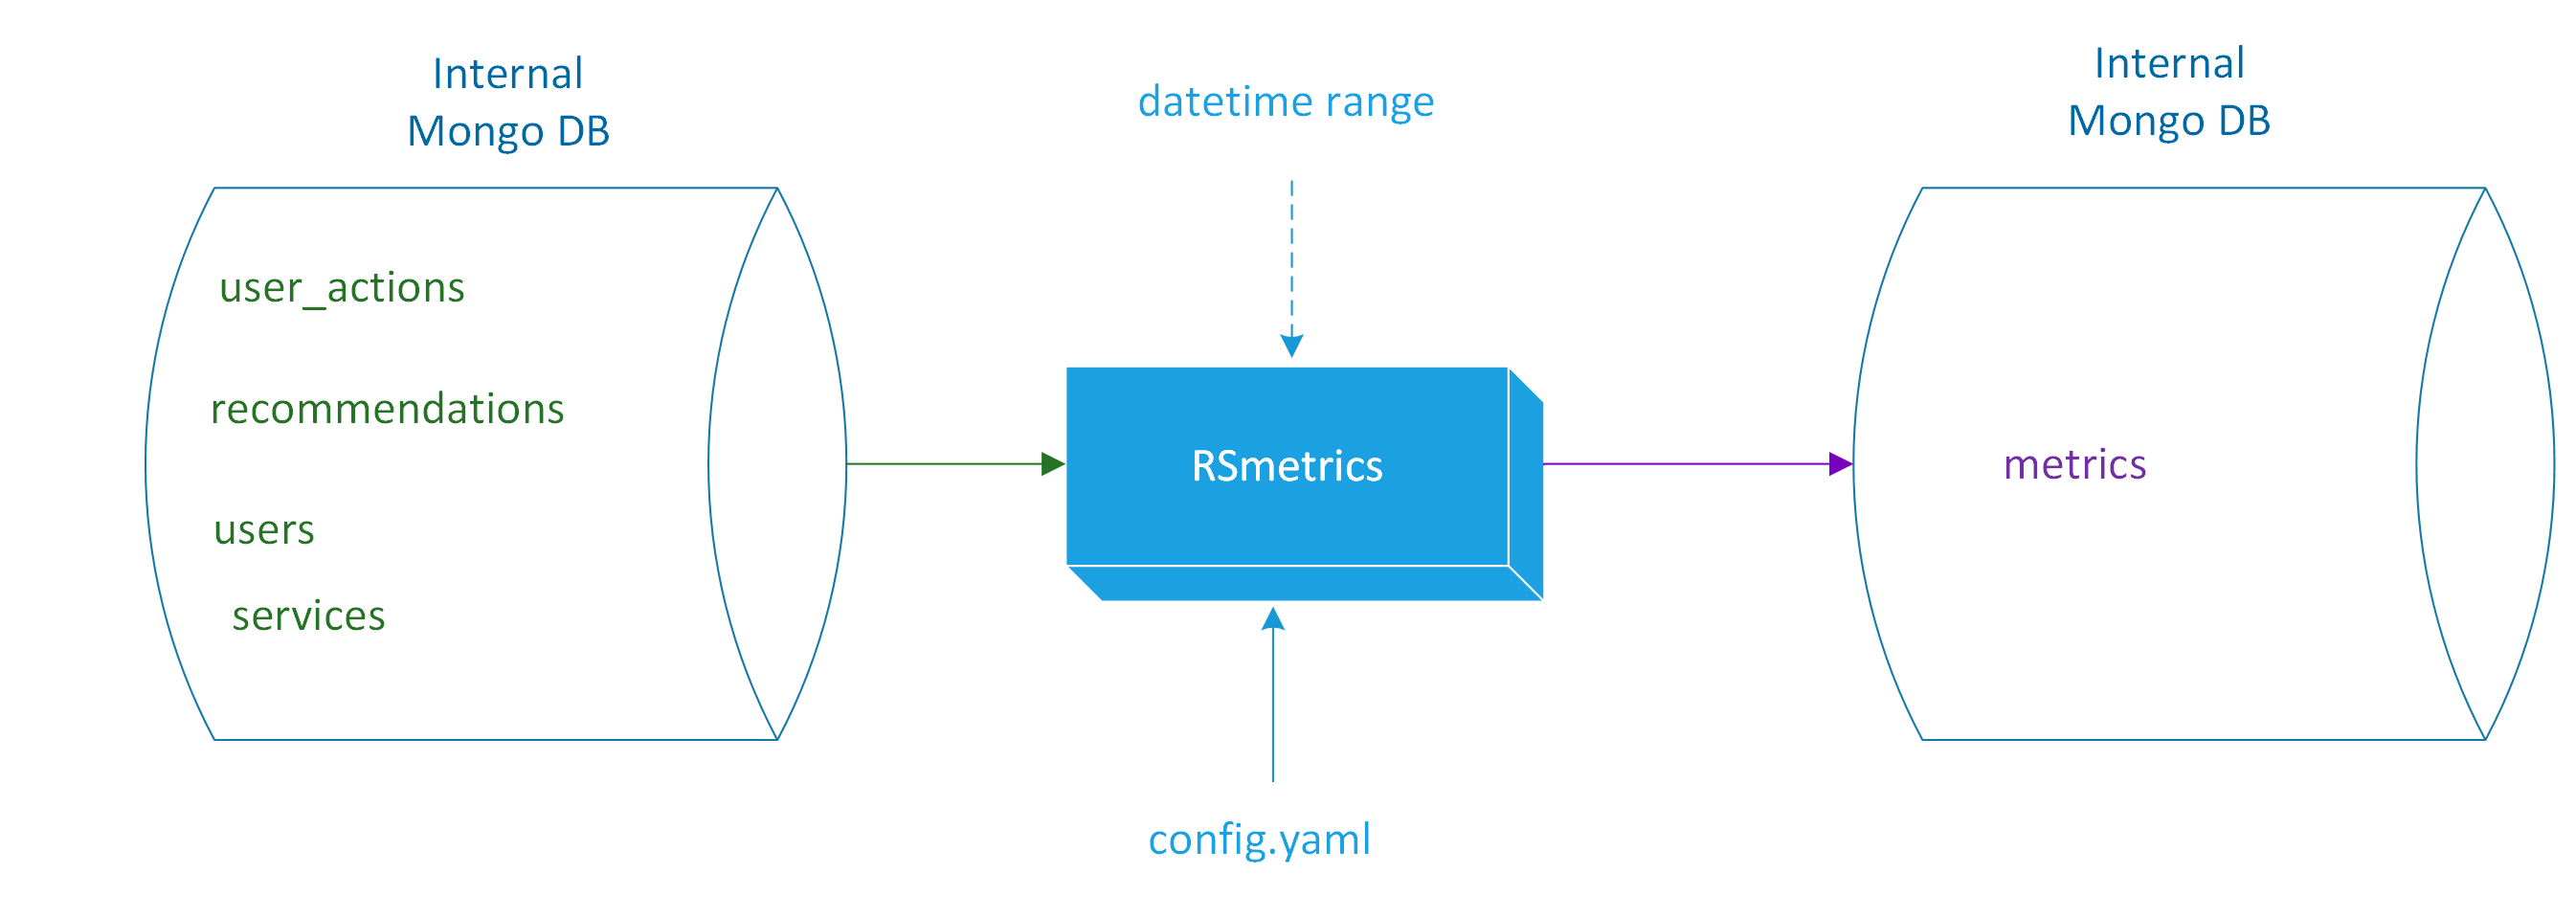 Internal
Mongo DB
user_actions
recommendations
users
services
datetime range
RSmetrics
config.yaml
Internal
Mongo DB
metrics